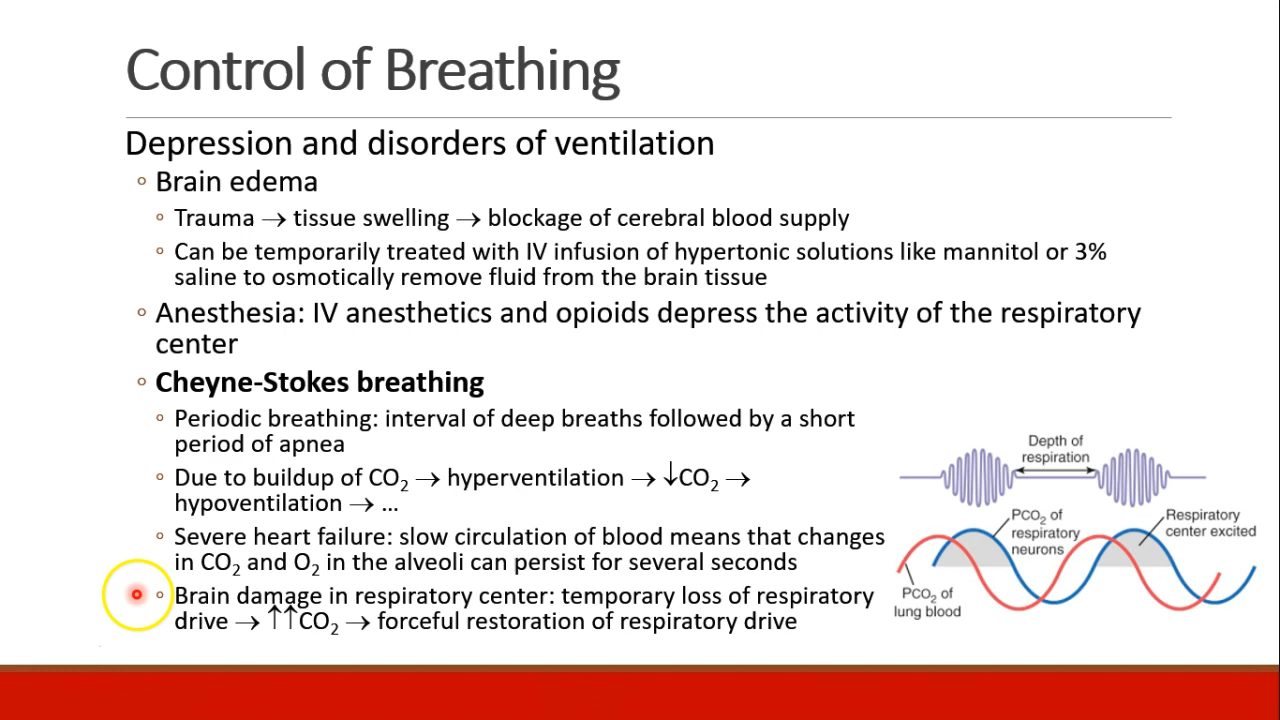 Control of Breathing
Depression and disorders of ventilation
◦ Brain edema
◦ Trauma → tissue swelling → blockage of cerebral blood supply
◦ Can be temporarily treated with IV infusion of hypertonic solutions like mannitol or 3%
saline to osmotically remove fluid from the brain tissue
◦ Anesthesia: IV anesthetics and opioids depress the activity of the respiratory
center
◦ Cheyne-Stokes breathing
◦ Periodic breathing: interval of deep breaths followed by a short
period of apnea
◦ Due to buildup of CO₂ → hyperventilation → ↓CO₂ →
hypoventilation → ...
◦ Severe heart failure: slow circulation of blood means that changes
in CO₂ and O₂ in the alveoli can persist for several seconds
◦ Brain damage in respiratory center: temporary loss of respiratory
drive → ↑↑CO₂ → forceful restoration of respiratory drive
Depth of
respiration
PCO₂ of
respiratory
neurons
Respiratory
center excited
PCO₂ of
lung blood